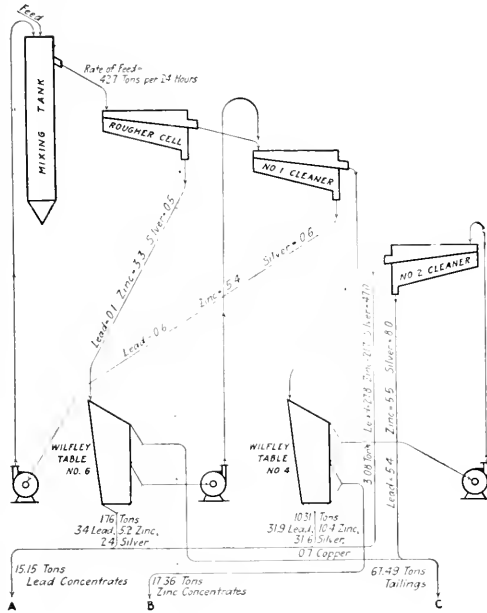 Feed
MIXING TANK
Rate of Feed=
427 Tons per 24 Hours
ROUGHER CELL
NO 1 CLEANER
NO 2 CLEANER
Lead=0.1 Zinc=3.3 Silver=0.5
Lead=0.6 Zinc=5.4 Silver=0.6
3.08 Tons
Lead=5.4 Zinc=5.5 Silver=8.0
WILFLEY
TABLE
NO. 6
WILFLEY
TABLE
NO 4
176 Tons
34 Lead, 5.2 Zinc,
24 Silver
1031 Tons
31.9 Lead, 10.4 Zinc,
31.6 Silver,
0.7 Copper
15.15 Tons
Lead Concentrates
17.36 Tons
Zinc Concentrates
67.49 Tons
Tailings
A
B
C